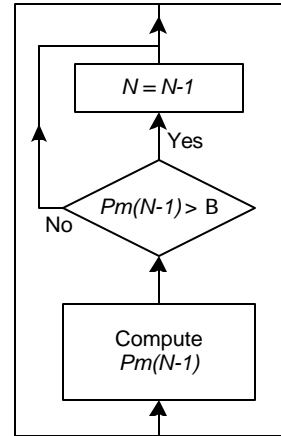 N = N-1
Yes
Pm(N-1) > B
No
Compute
Pm(N-1)